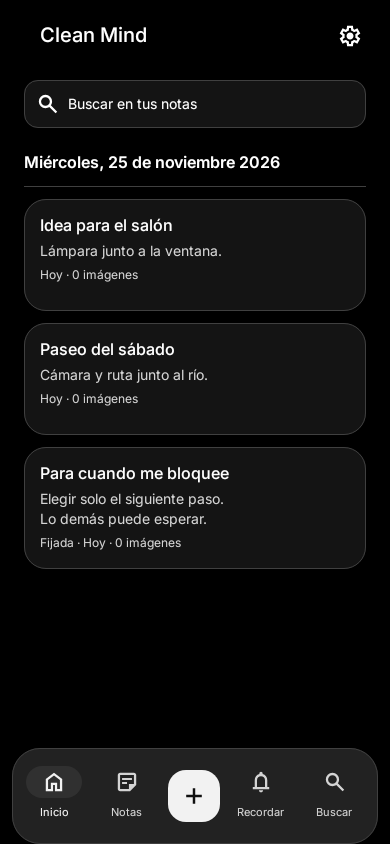 Clean Mind
Buscar en tus notas
Miércoles, 25 de noviembre 2026
Idea para el salón
Lámpara junto a la ventana.
Hoy · 0 imágenes
Paseo del sábado
Cámara y ruta junto al río.
Hoy · 0 imágenes
Para cuando me bloquee
Elegir solo el siguiente paso.
Lo demás puede esperar.
Fijada · Hoy · 0 imágenes
Inicio
Notas
Recordar
Buscar